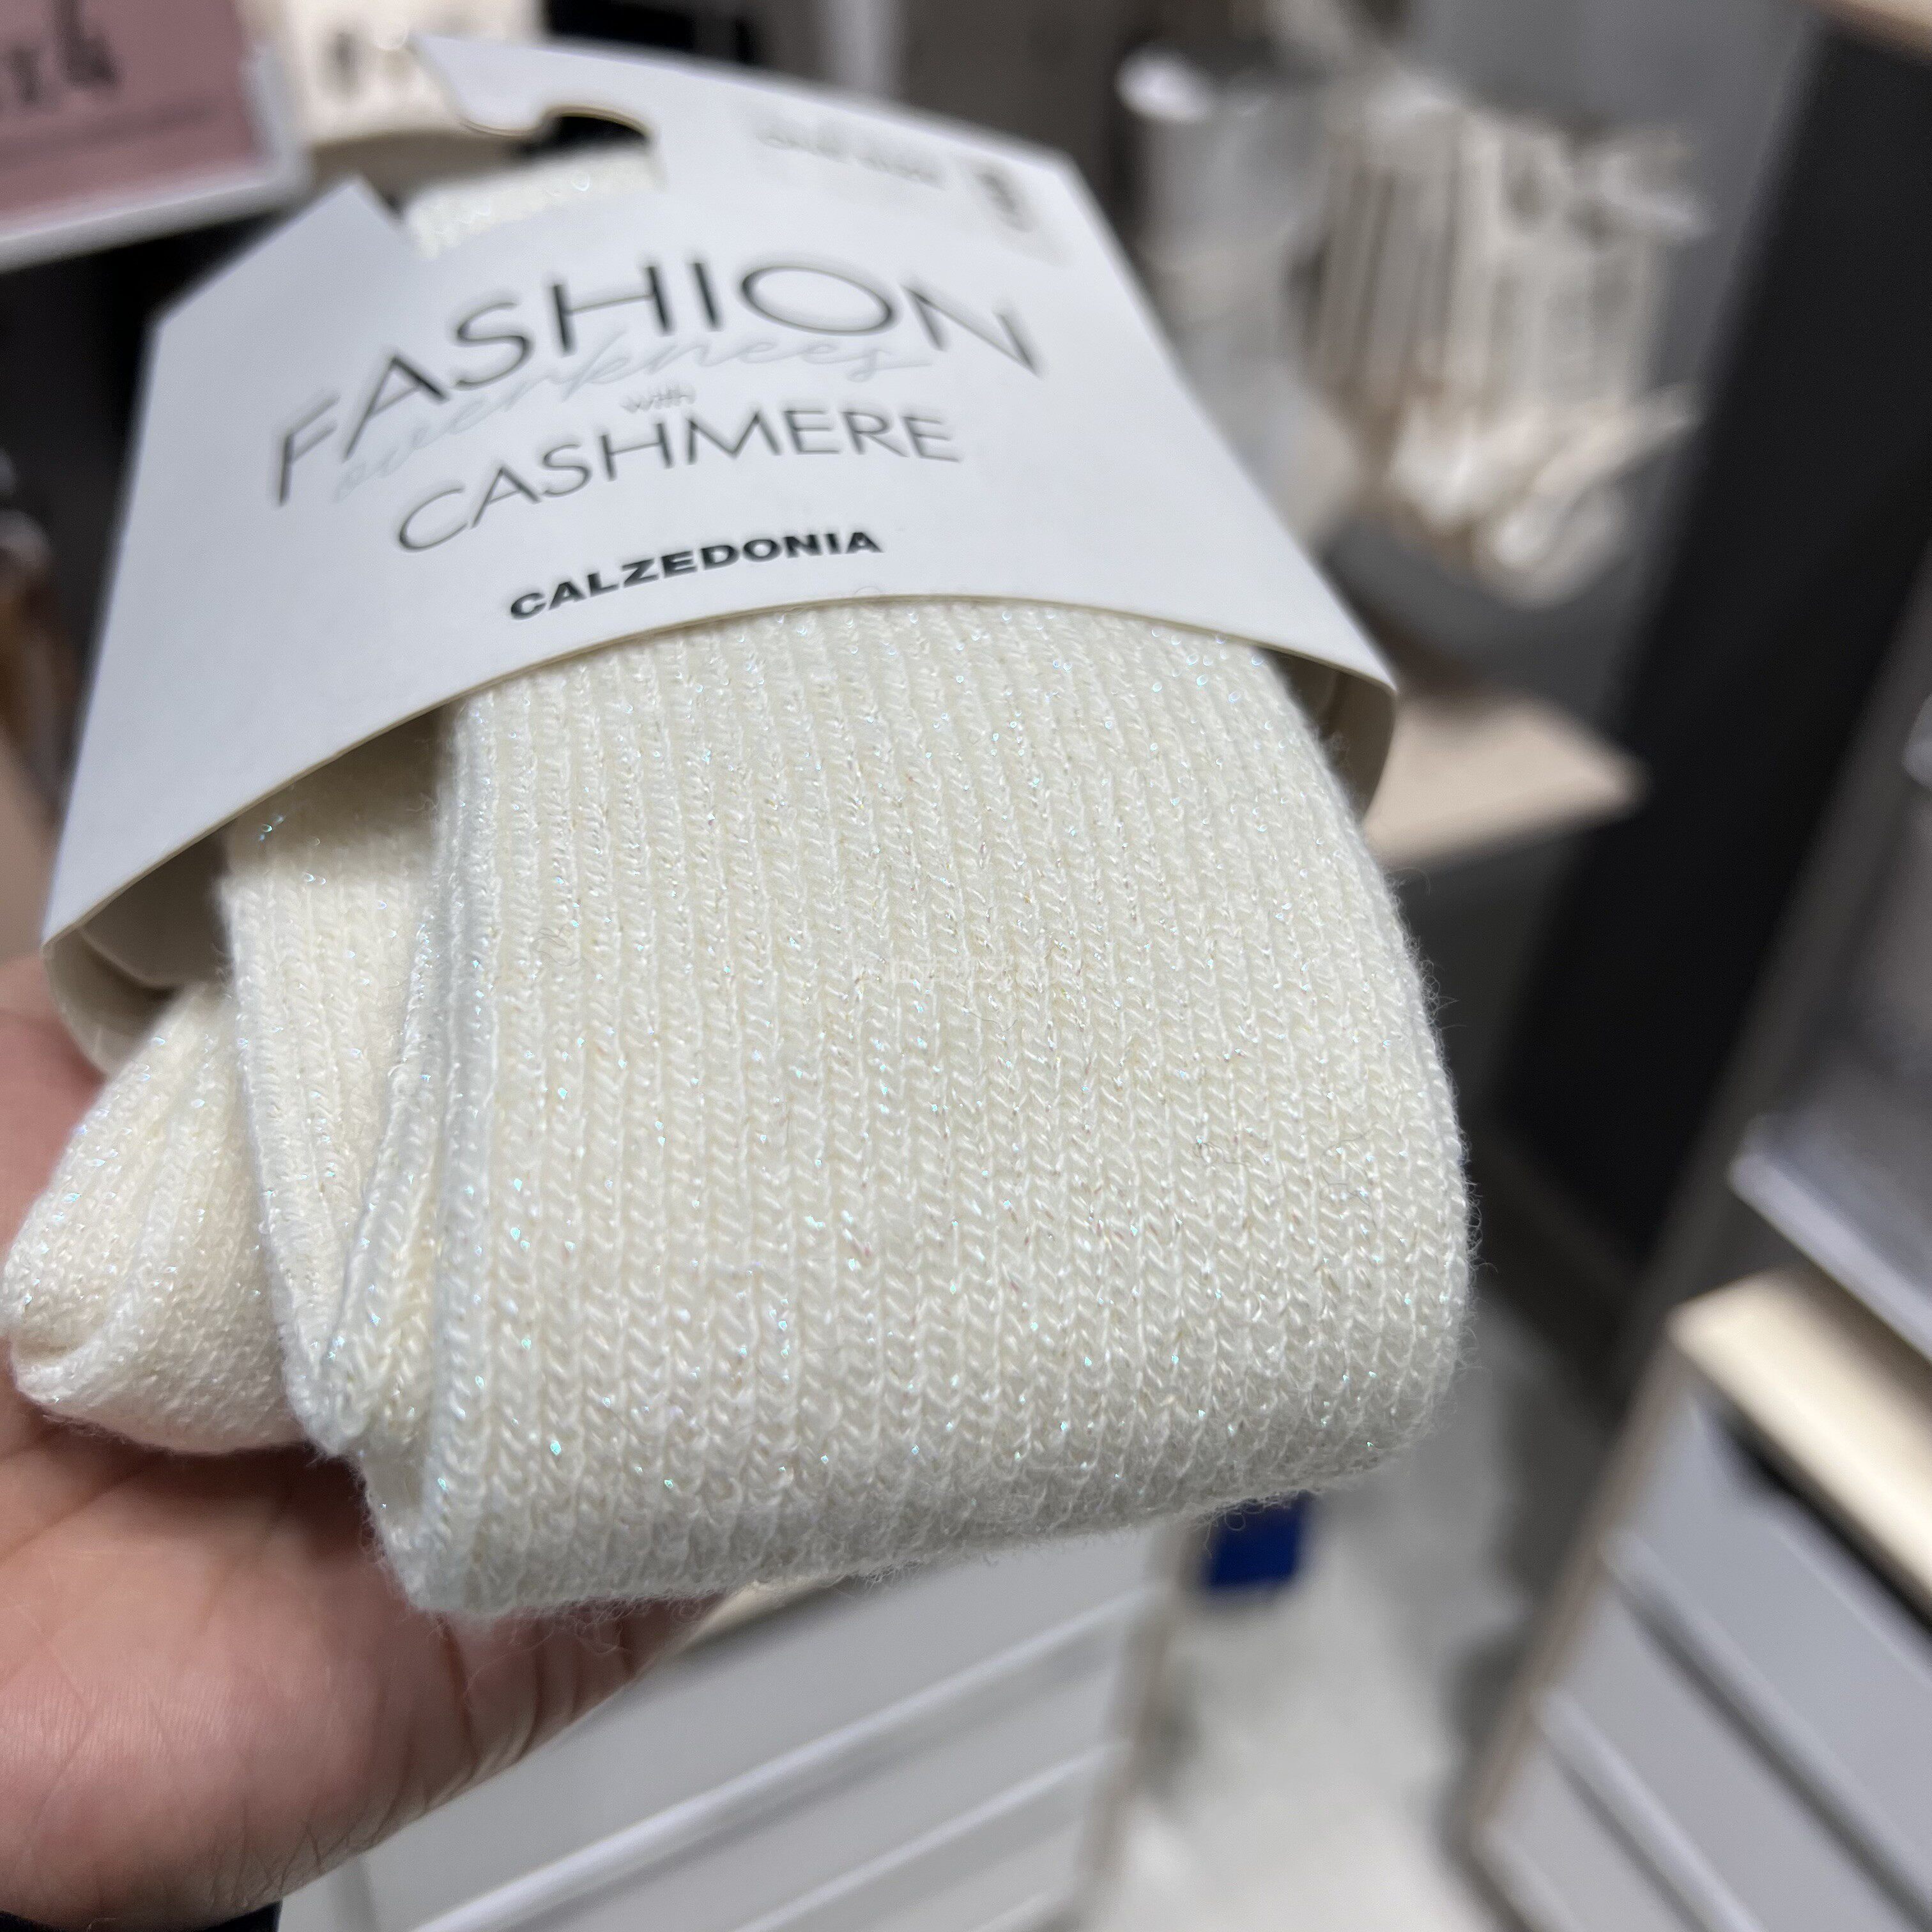 FASHION
overknees
with
CASHMERE
CALZEDONIA